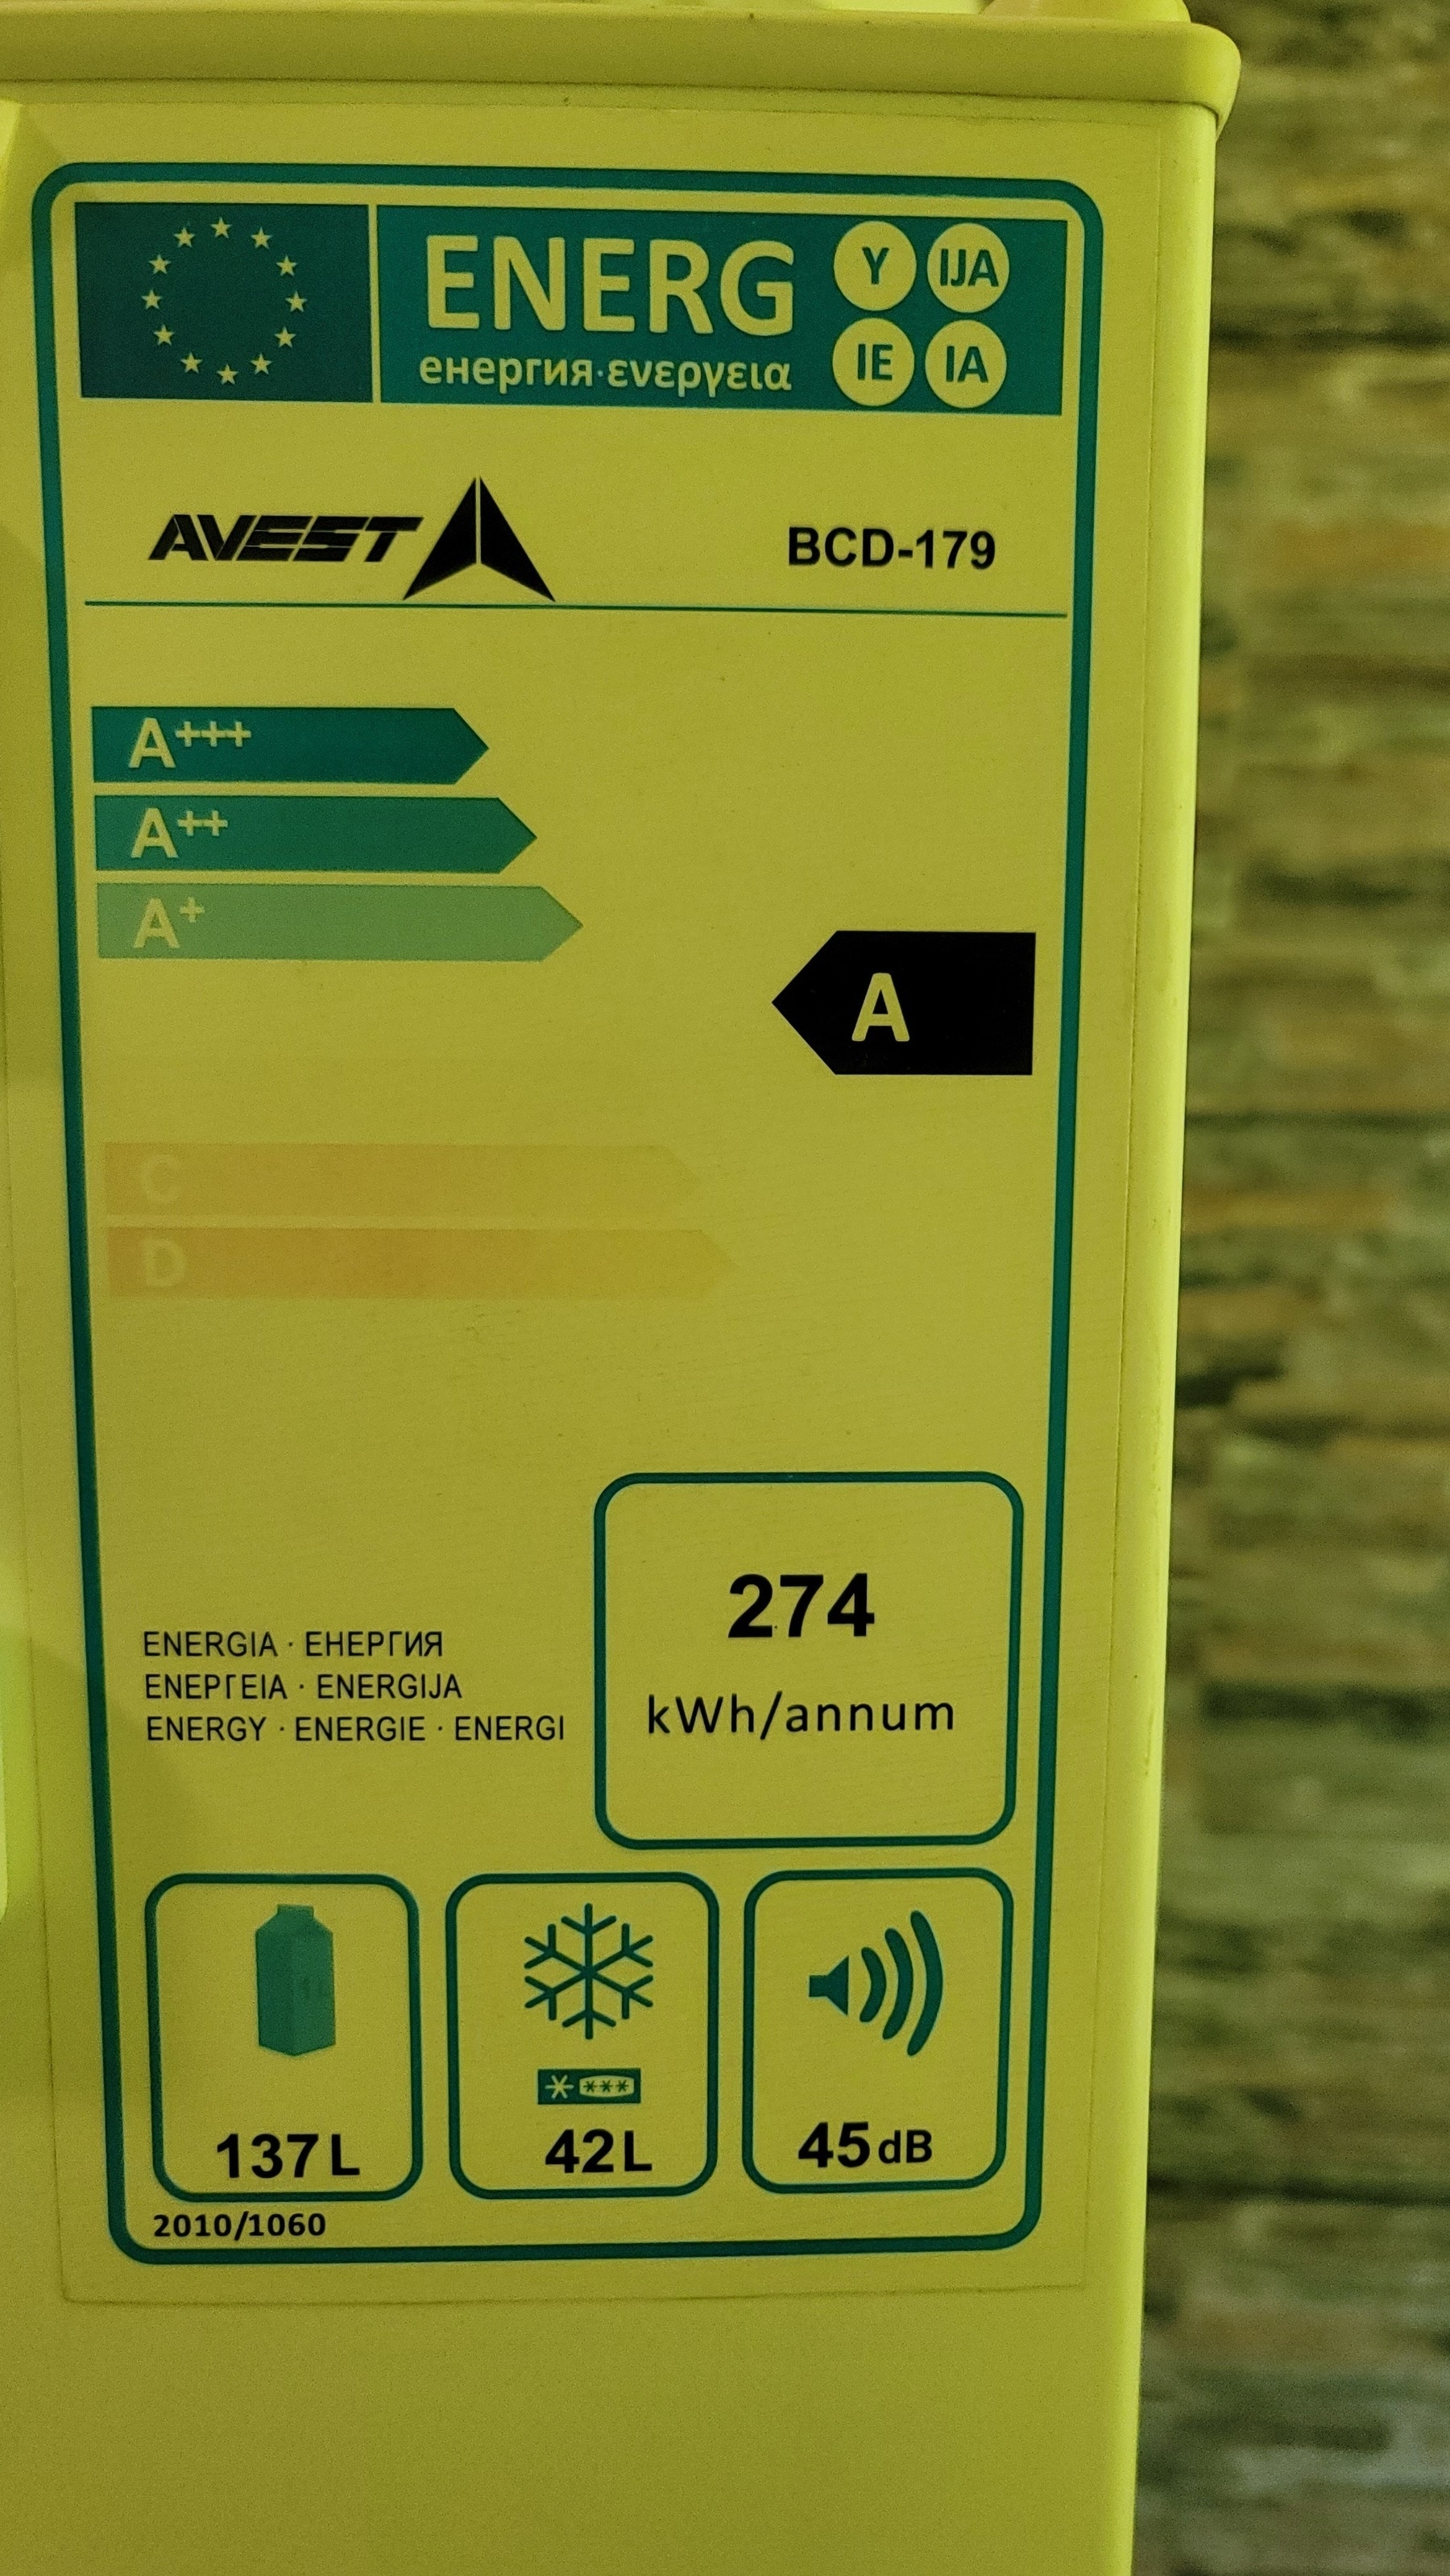 ENERG Y IJA
енергия·ενεργεια IE IA
AVEST BCD-179
A+++
A++
A+
A
C
D
274
kWh/annum
ENERGIA · ЕНЕРГИЯ
ΕΝΕΡΓΕΙΑ · ENERGIJA
ENERGY · ENERGIE · ENERGI
137L
42L
45dB
2010/1060